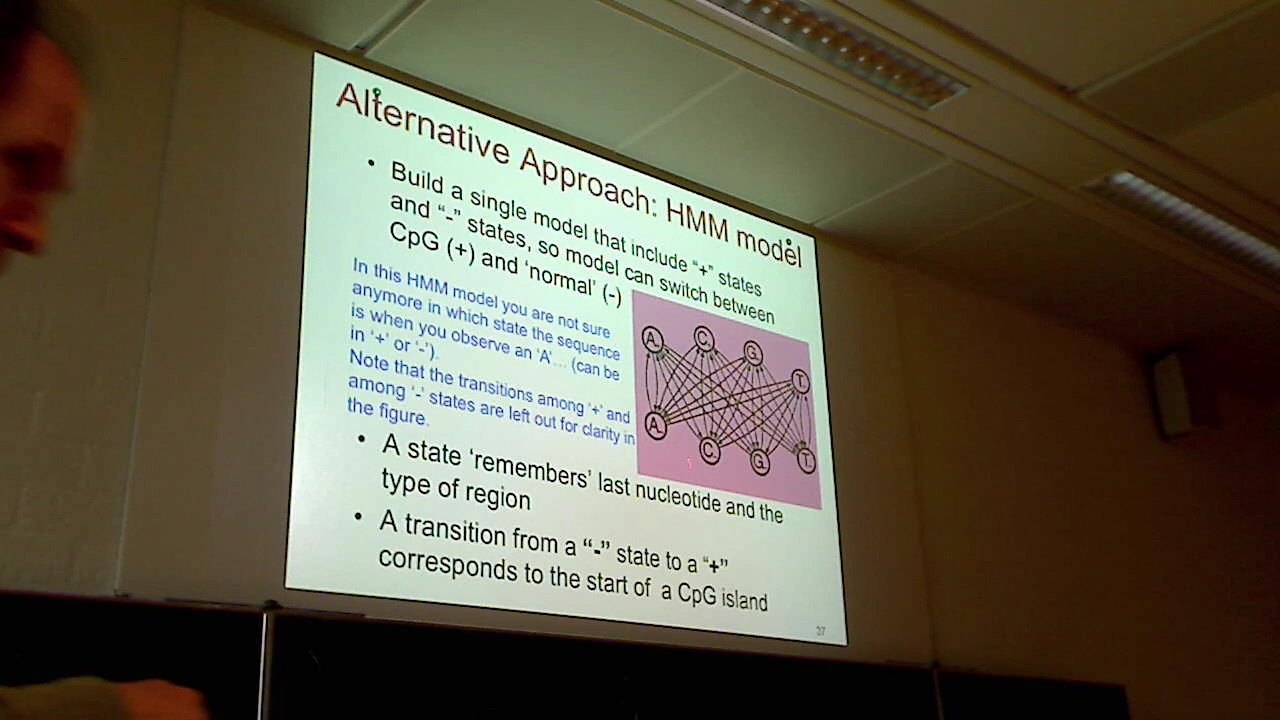 Alternative Approach: HMM model
• Build a single model that include "+" states
and "-" states, so model can switch between
CpG (+) and 'normal' (-)
In this HMM model you are not sure
anymore in which state the sequence
is when you observe an 'A'... (can be
in '+' or '-').
Note that the transitions among '+' and
among '-' states are left out for clarity in
the figure.
A. C. G. T.
A. C. G. T.
• A state 'remembers' last nucleotide and the
type of region
• A transition from a "-" state to a "+"
corresponds to the start of a CpG island
37